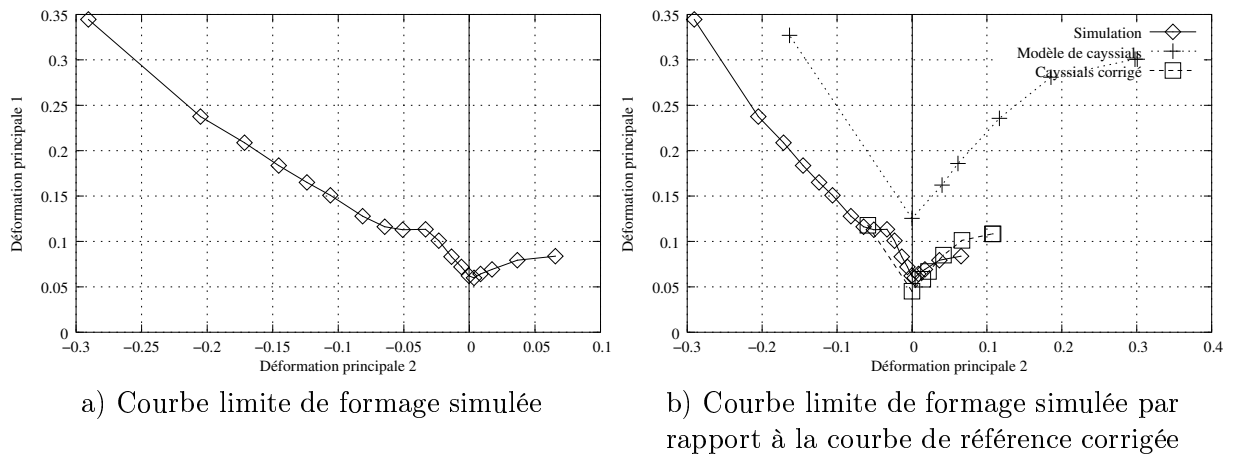 0.35
0.3
0.25
0.2
0.15
0.1
0.05
0
−0.3 −0.25 −0.2 −0.15 −0.1 −0.05 0 0.05 0.1
Déformation principale 1
Déformation principale 2
a) Courbe limite de formage simulée
0.35
0.3
0.25
0.2
0.15
0.1
0.05
0
−0.3 −0.2 −0.1 0 0.1 0.2 0.3 0.4
Déformation principale 1
Déformation principale 2
Simulation
Modèle de cayssials
Cayssials corrigé
b) Courbe limite de formage simulée par
rapport à la courbe de référence corrigée